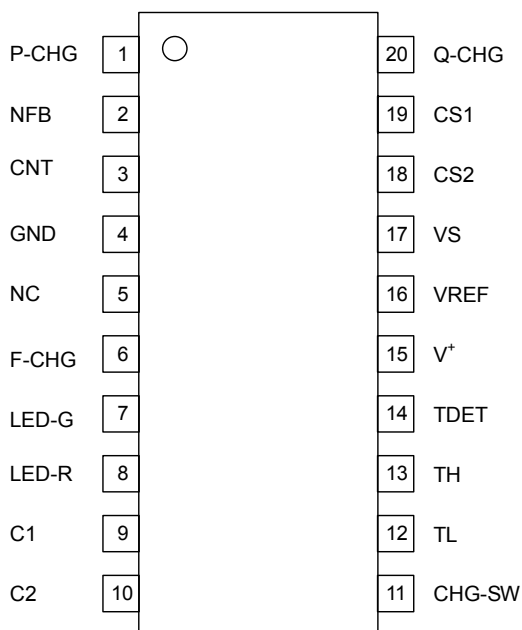 P-CHG 1 20 Q-CHG
NFB 2 19 CS1
CNT 3 18 CS2
GND 4 17 VS
NC 5 16 VREF
F-CHG 6 15 V⁺
LED-G 7 14 TDET
LED-R 8 13 TH
C1 9 12 TL
C2 10 11 CHG-SW